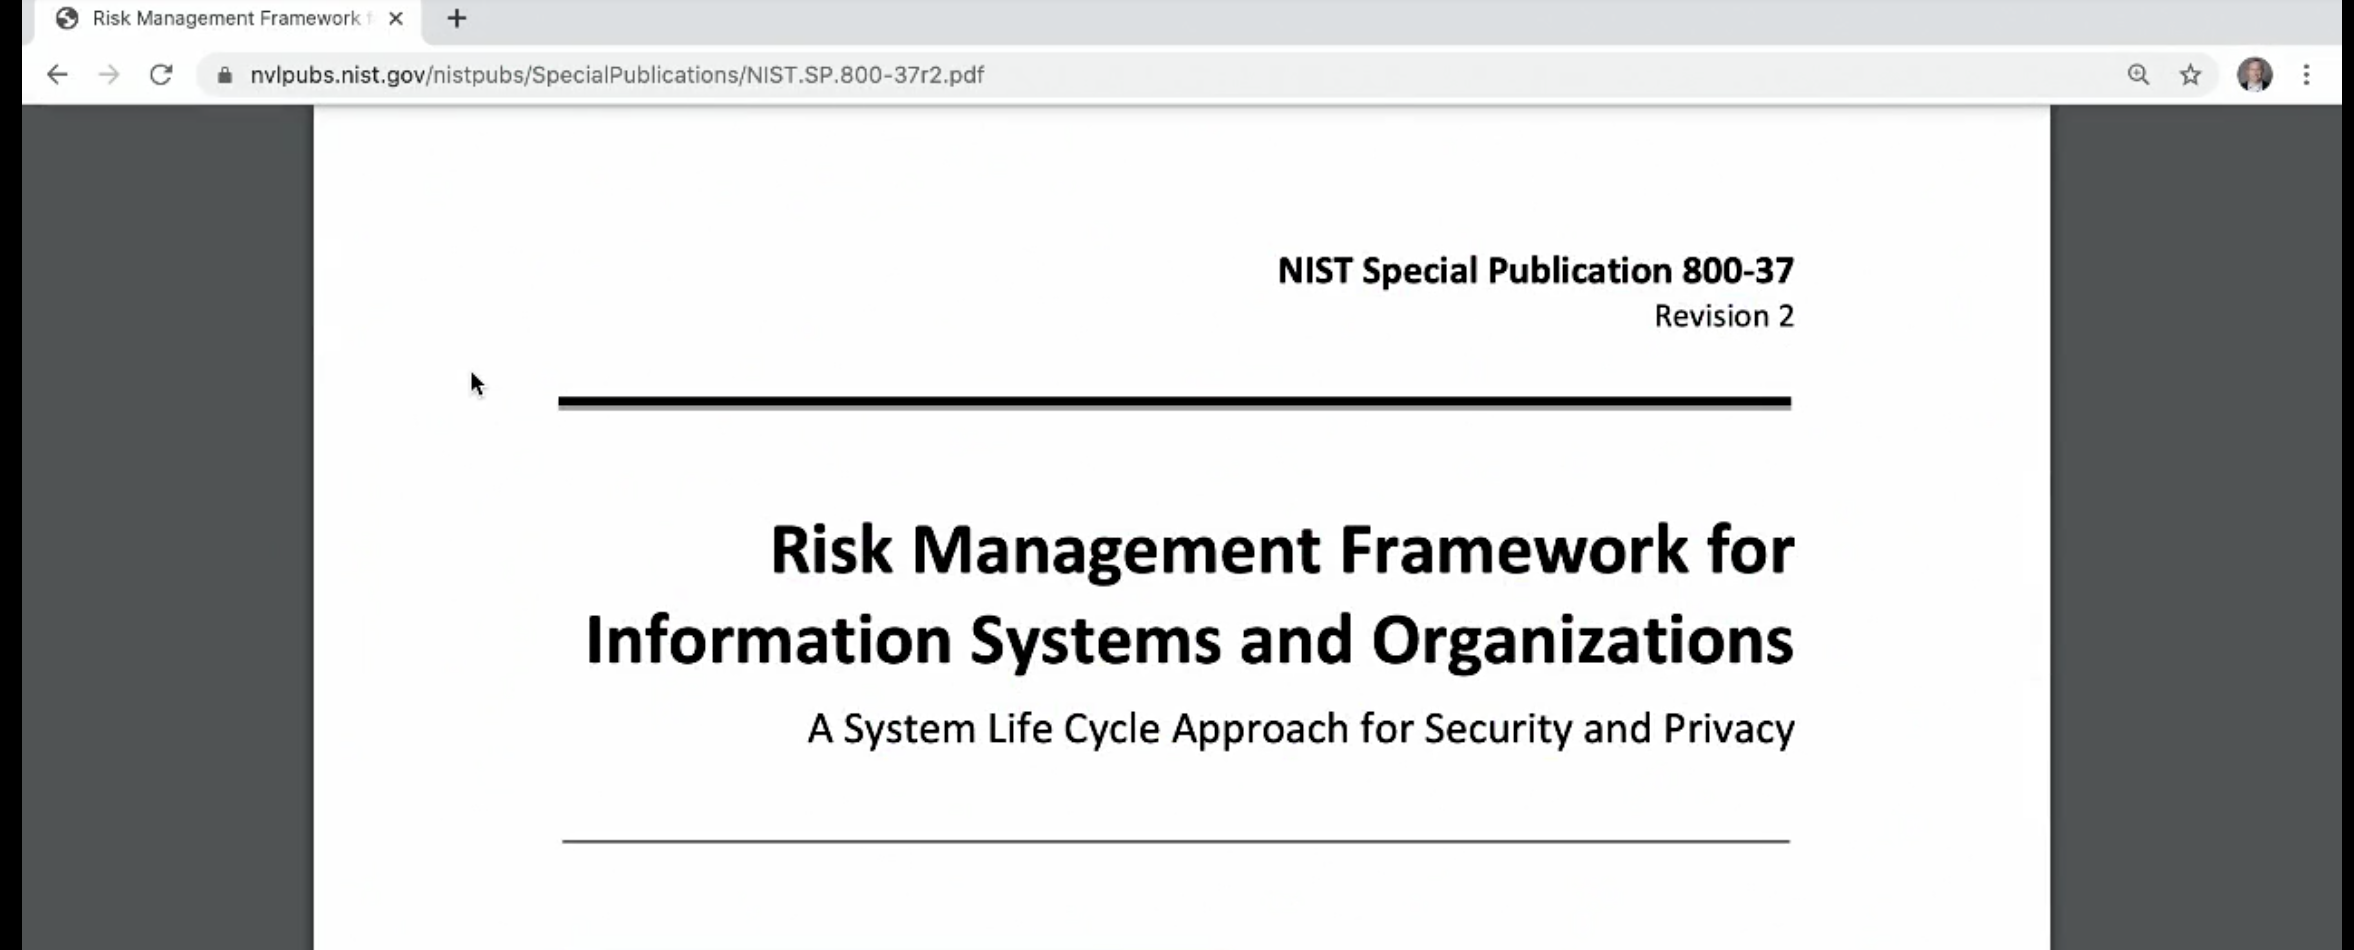 Risk Management Framework
nvlpubs.nist.gov/nistpubs/SpecialPublications/NIST.SP.800-37r2.pdf
NIST Special Publication 800-37
Revision 2
Risk Management Framework for
Information Systems and Organizations
A System Life Cycle Approach for Security and Privacy